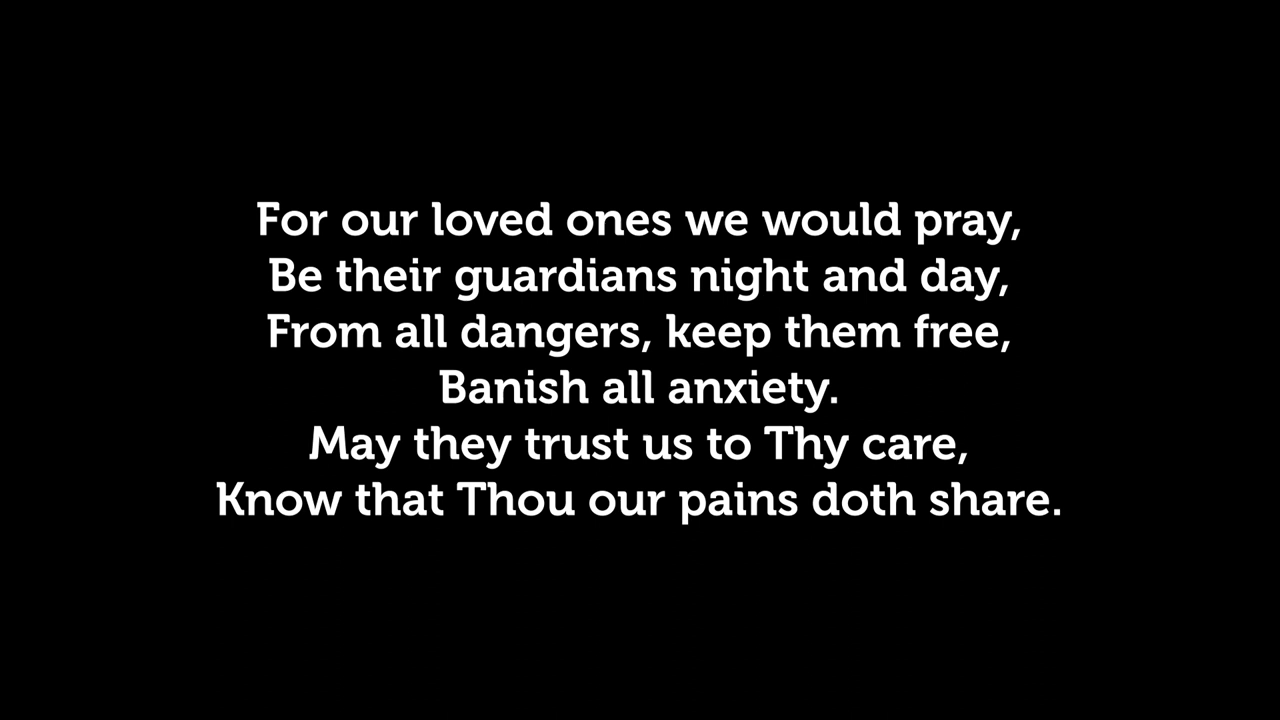 For our loved ones we would pray,
Be their guardians night and day,
From all dangers, keep them free,
Banish all anxiety.
May they trust us to Thy care,
Know that Thou our pains doth share.